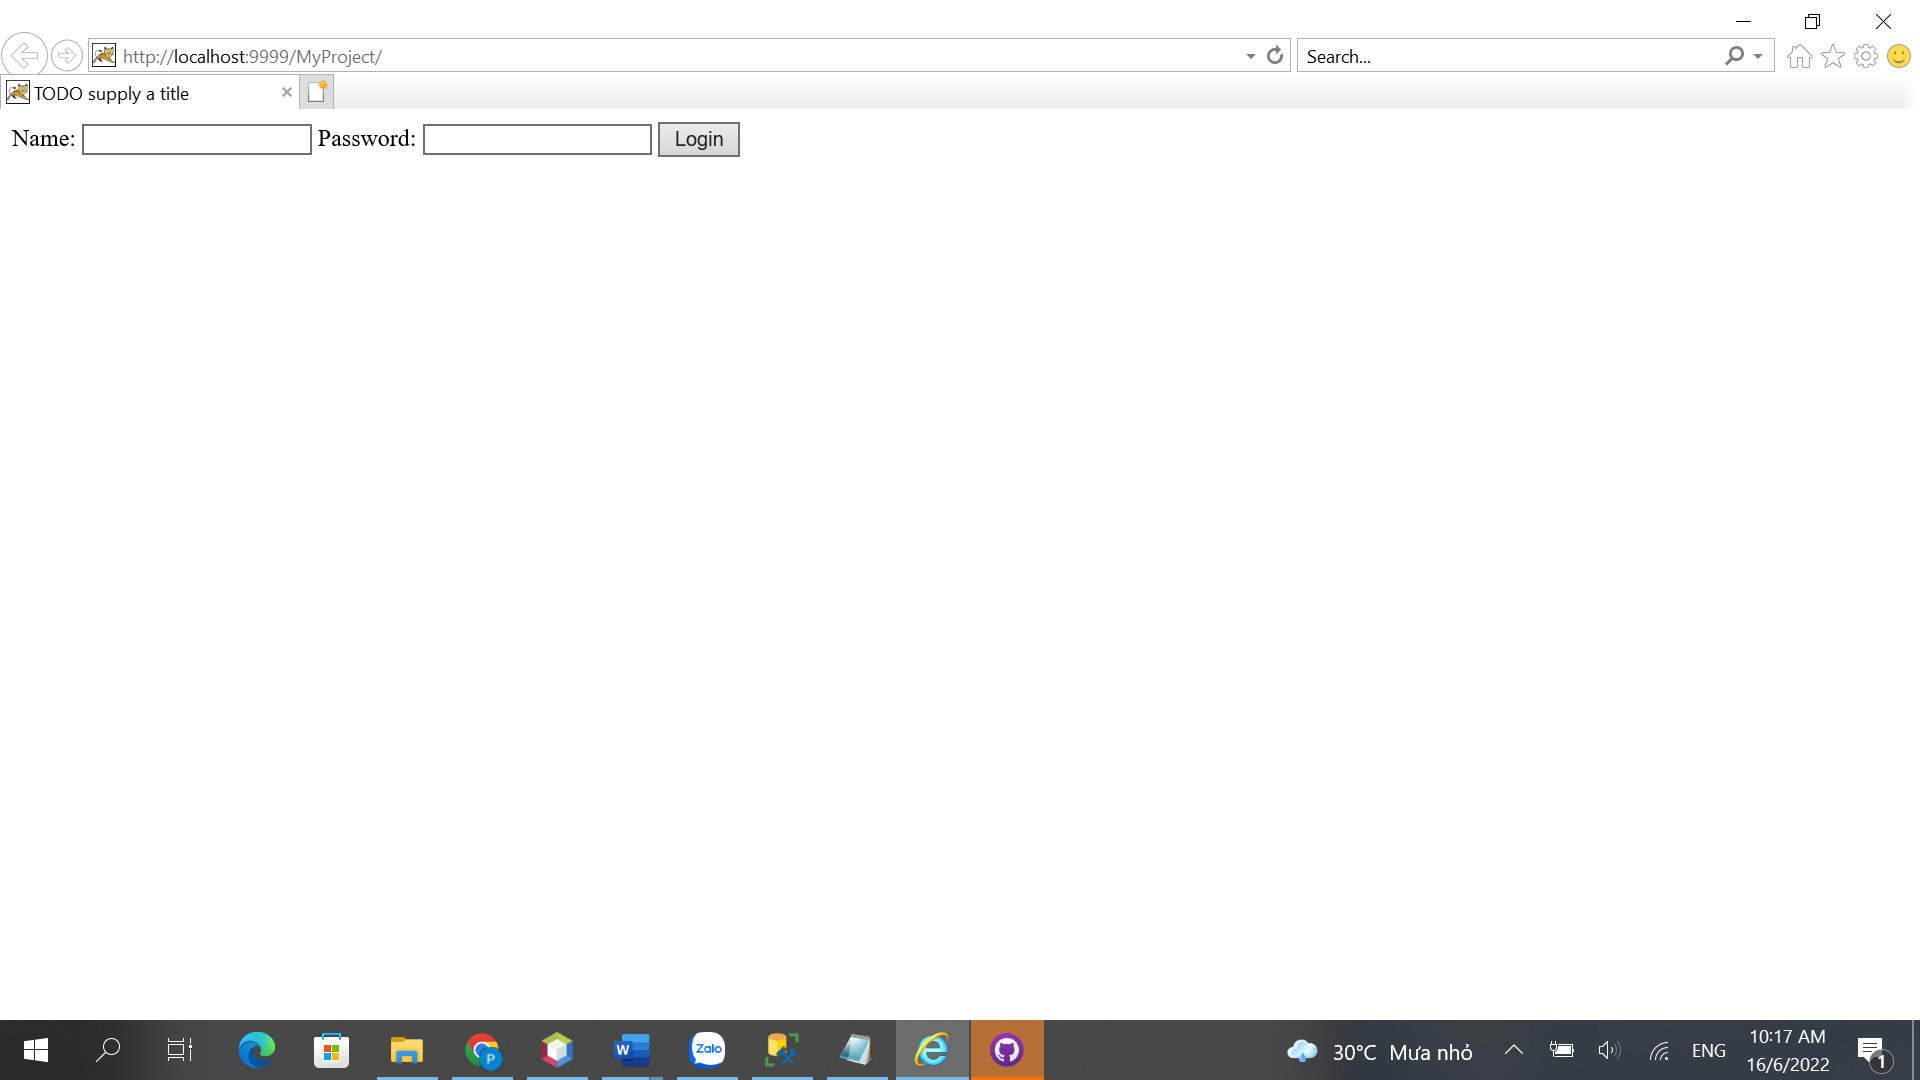 http://localhost:9999/MyProject/
Search...
TODO supply a title
Name: Password: Login
W
P
Zalo
30°C Mưa nhỏ
ENG
10:17 AM
16/6/2022
1